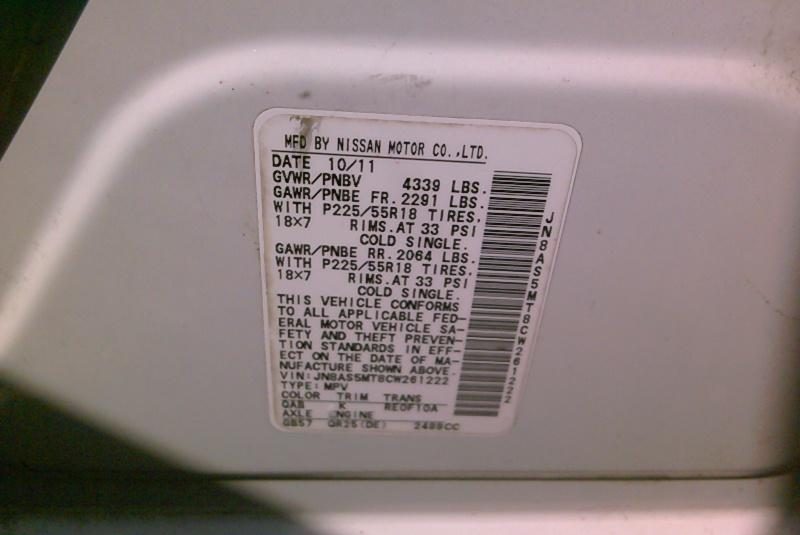 MFD BY NISSAN MOTOR CO.,LTD.
DATE 10/11
GVWR/PNBV 4339 LBS.
GAWR/PNBE FR. 2291 LBS.
WITH P225/55R18 TIRES,
18X7 RIMS.AT 33 PSI
COLD SINGLE.
GAWR/PNBE RR. 2064 LBS.
WITH P225/55R18 TIRES.
18X7 RIMS.AT 33 PSI
COLD SINGLE.
THIS VEHICLE CONFORMS
TO ALL APPLICABLE FED-
ERAL MOTOR VEHICLE SA-
FETY AND THEFT PREVEN-
TION STANDARDS IN EFF-
ECT ON THE DATE OF MA-
NUFACTURE SHOWN ABOVE.
VIN: JN8AS5MT8CW261222
TYPE: MPV
COLOR TRIM TRANS
QAB K RE0F10A
AXLE ENGINE
GB57 QR25(DE) 2488CC
JN8AS5MT8CW261222